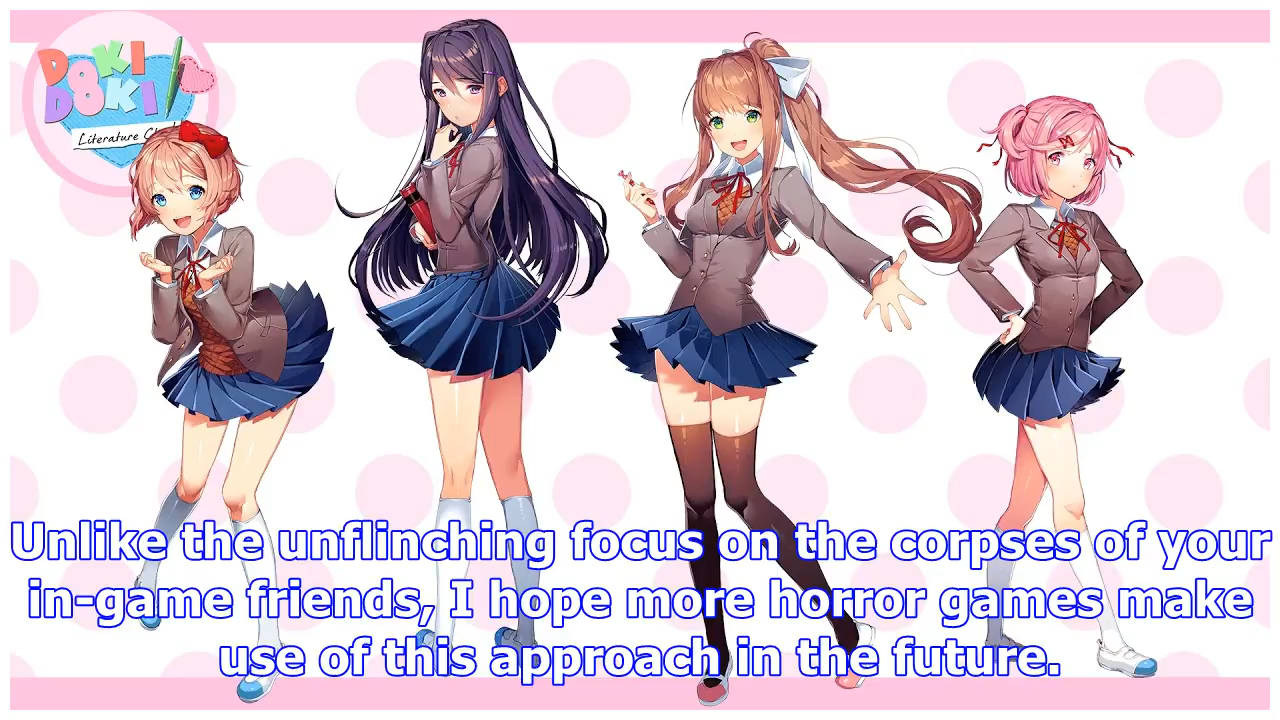 DOKI
DOKI
Literature Cl
Unlike the unflinching focus on the corpses of your
in-game friends, I hope more horror games make
use of this approach in the future.